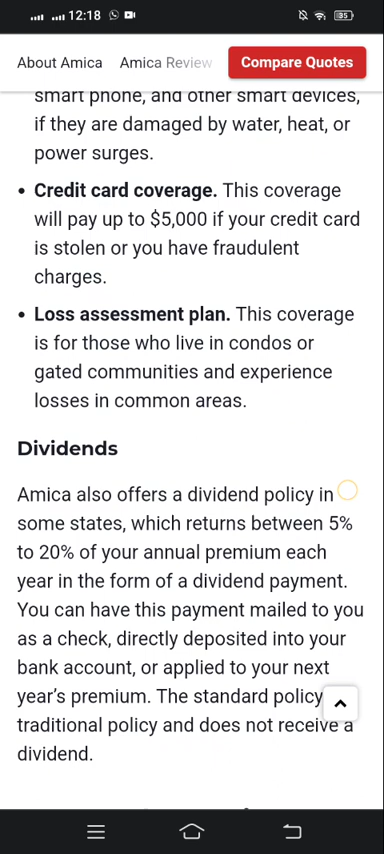 12:18
85
About Amica Amica Review Compare Quotes
smart phone, and other smart devices,
if they are damaged by water, heat, or
power surges.
• Credit card coverage. This coverage
will pay up to $5,000 if your credit card
is stolen or you have fraudulent
charges.
• Loss assessment plan. This coverage
is for those who live in condos or
gated communities and experience
losses in common areas.
Dividends
Amica also offers a dividend policy in
some states, which returns between 5%
to 20% of your annual premium each
year in the form of a dividend payment.
You can have this payment mailed to you
as a check, directly deposited into your
bank account, or applied to your next
year’s premium. The standard policy
traditional policy and does not receive a
dividend.